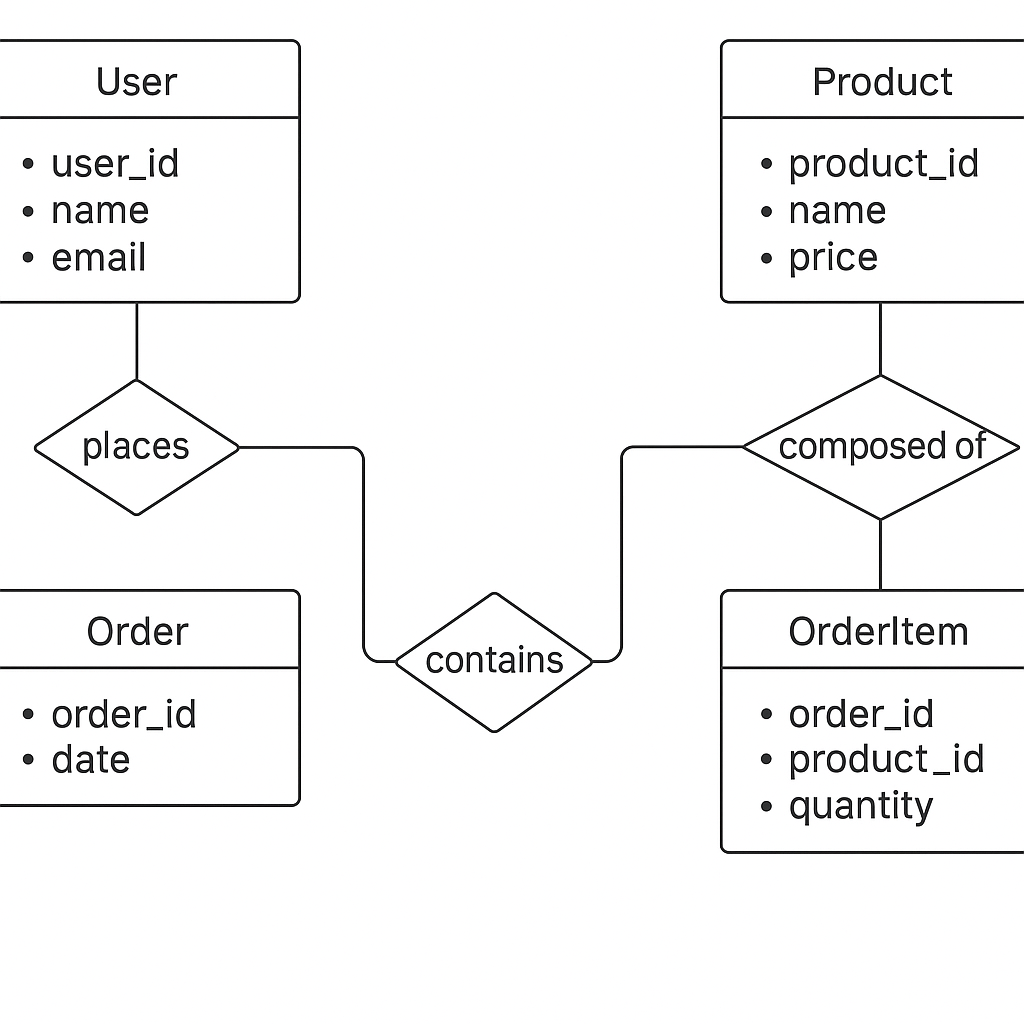 User
• user_id
• name
• email
Product
• product_id
• name
• price
places
composed of
contains
Order
• order_id
• date
OrderItem
• order_id
• product_id
• quantity